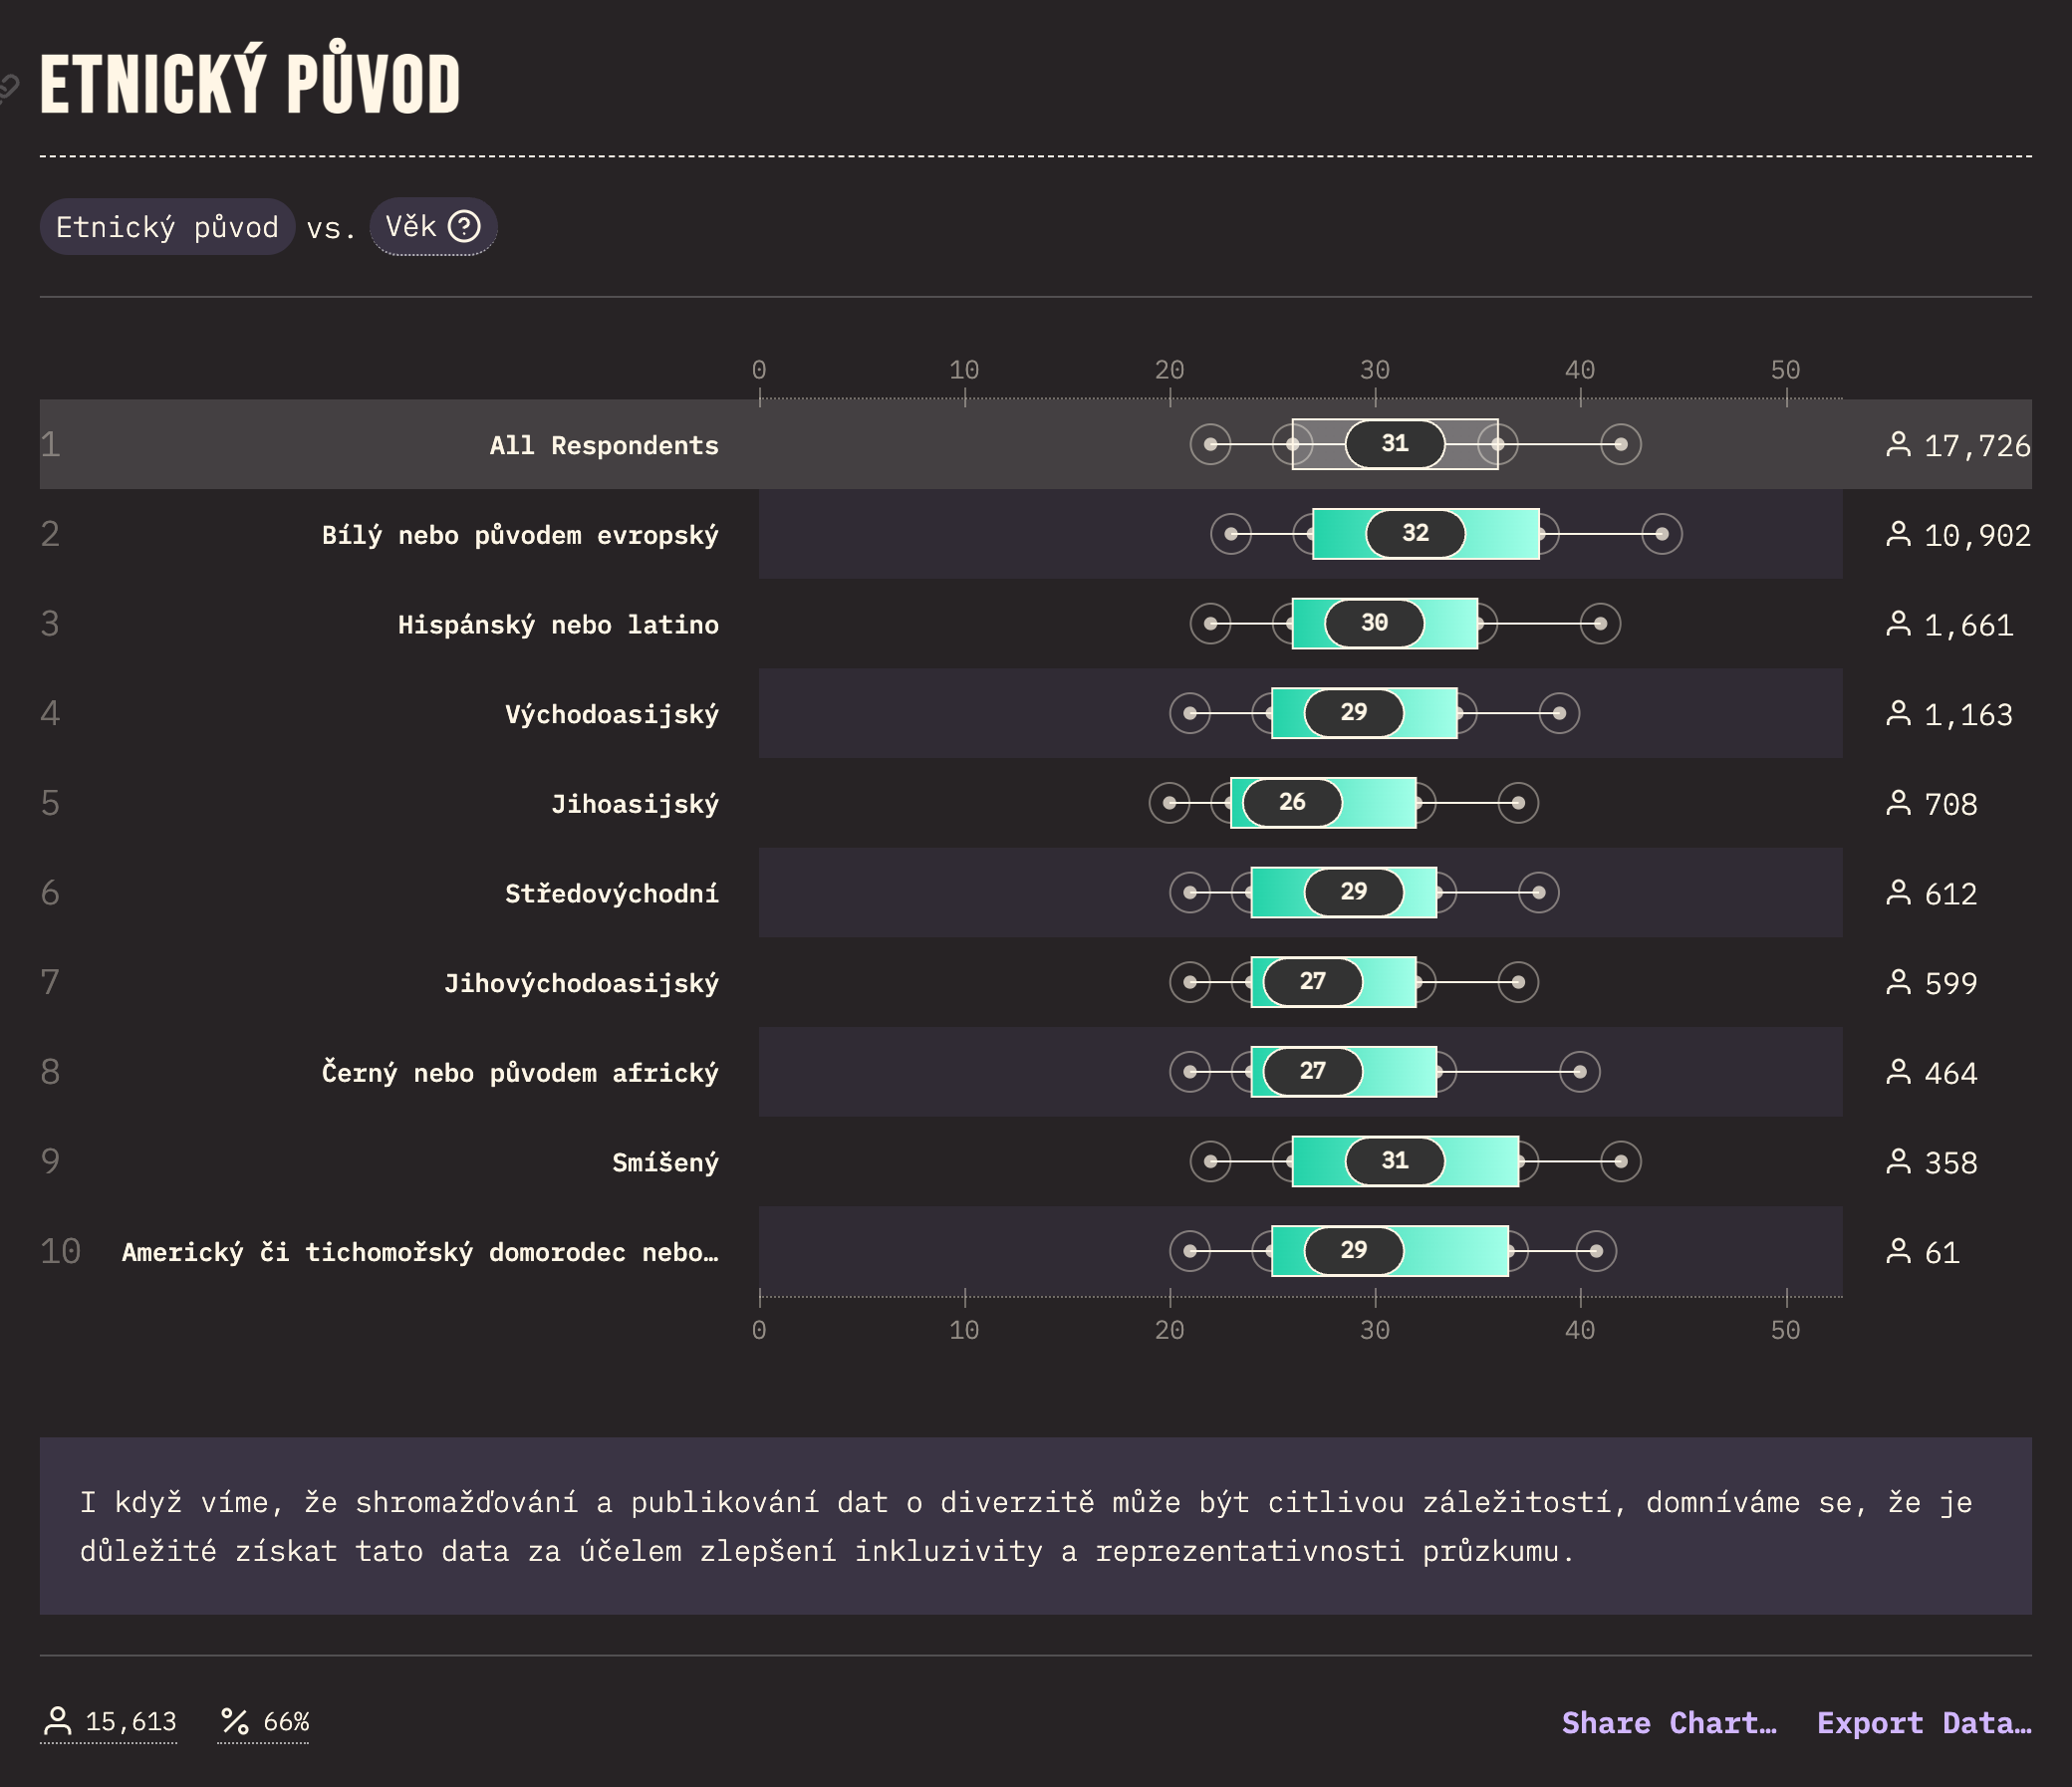 ETNICKÝ PŮVOD
Etnický původ vs. Věk ?
0 10 20 30 40 50
1 All Respondents 31 17,726
2 Bílý nebo původem evropský 32 10,902
3 Hispánský nebo latino 30 1,661
4 Východoasijský 29 1,163
5 Jihoasijský 26 708
6 Středovýchodní 29 612
7 Jihovýchodoasijský 27 599
8 Černý nebo původem africký 27 464
9 Smíšený 31 358
10 Americký či tichomořský domorodec nebo… 29 61
0 10 20 30 40 50
I když víme, že shromažďování a publikování dat o diverzitě může být citlivou záležitostí, domníváme se, že je
důležité získat tato data za účelem zlepšení inkluzivity a reprezentativnosti průzkumu.
15,613 % 66% Share Chart… Export Data…